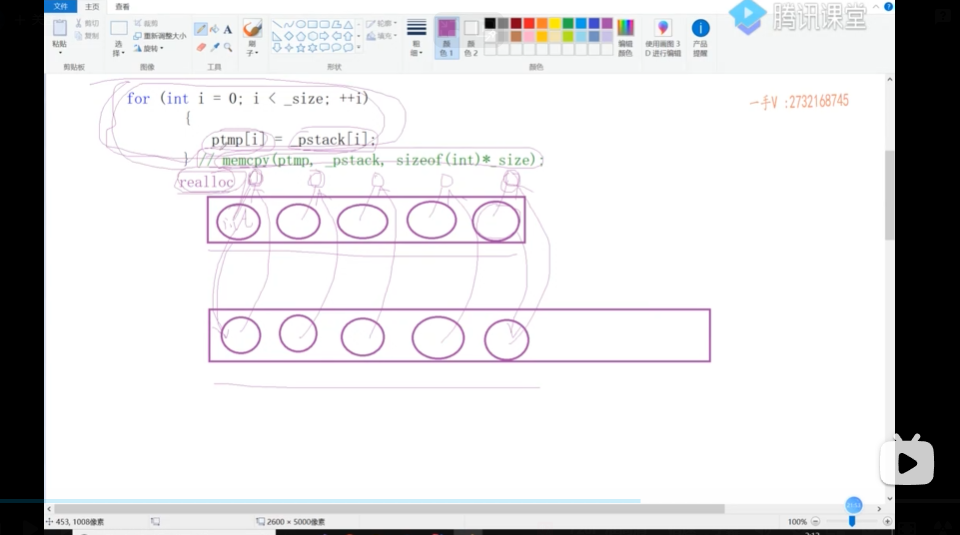 文件 主页 查看
剪切
复制
粘贴
裁剪
重新调整大小
旋转
选择
A
刷子
轮廓
填充
粗细
颜色 1
颜色 2
编辑颜色
使用画图 3D 进行编辑
产品提醒
剪贴板 图像 工具 形状 颜色
腾讯课堂
for (int i = 0; i < _size; ++i)
一手V :2732168745
{
ptmp[i] = _pstack[i];
} // memcpy(ptmp, _pstack, sizeof(int)*_size);
realloc
int
453, 1008像素 2600 × 5000像素 100%